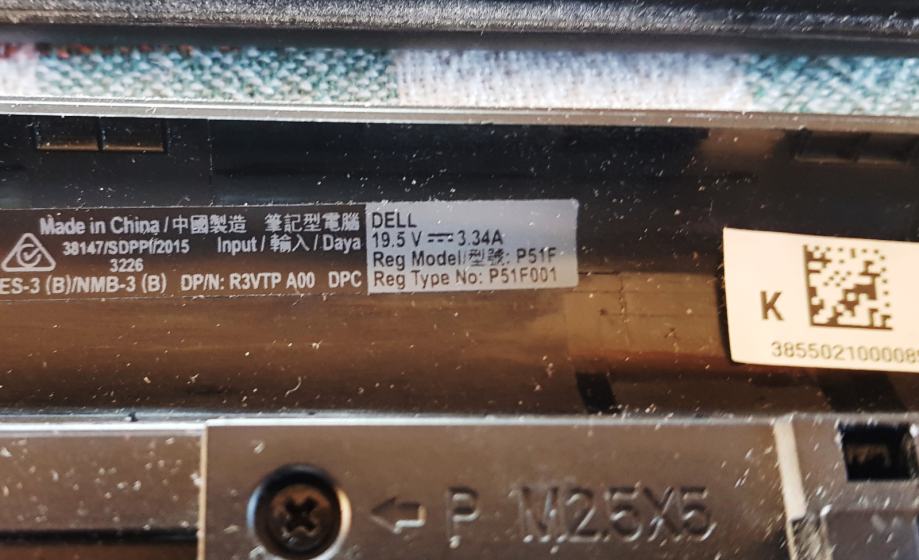 Made in China / 中國製造 筆記型電腦
38147/SDPPI/2015 Input / 輸入 / Daya
3226
ES-3 (B)/NMB-3 (B) DP/N: R3VTP A00 DPC
DELL
19.5 V ⎓ 3.34A
Reg Model/型號: P51F
Reg Type No: P51F001
K
385502100008
P M2.5X5